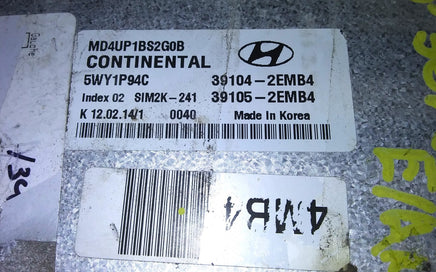 MD4UP1BS2G0B
CONTINENTAL
5WY1P94C 39104-2EMB4
Index 02 SIM2K-241 39105-2EMB4
K 12.02.14/1 0040 Made in Korea
4MB4